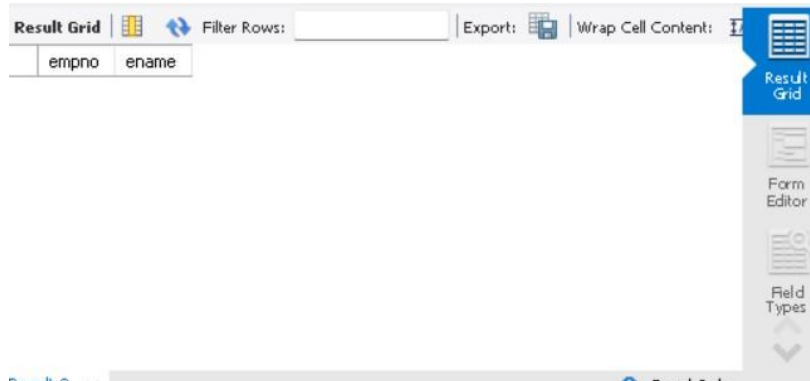 Result Grid Filter Rows: Export: Wrap Cell Content:
empno ename
Result
Grid
Form
Editor
Field
Types